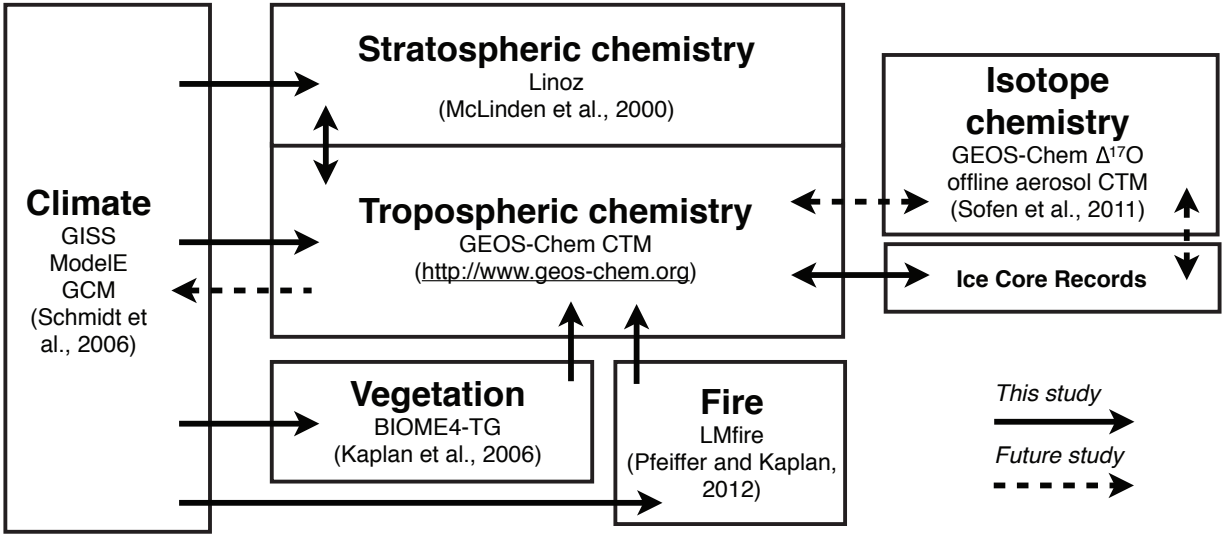 Climate
GISS
ModelE
GCM
(Schmidt et
al., 2006)
Stratospheric chemistry
Linoz
(McLinden et al., 2000)
Tropospheric chemistry
GEOS-Chem CTM
(http://www.geos-chem.org)
Vegetation
BIOME4-TG
(Kaplan et al., 2006)
Fire
LMfire
(Pfeiffer and Kaplan,
2012)
Isotope
chemistry
GEOS-Chem Δ¹⁷O
offline aerosol CTM
(Sofen et al., 2011)
Ice Core Records
This study
Future study